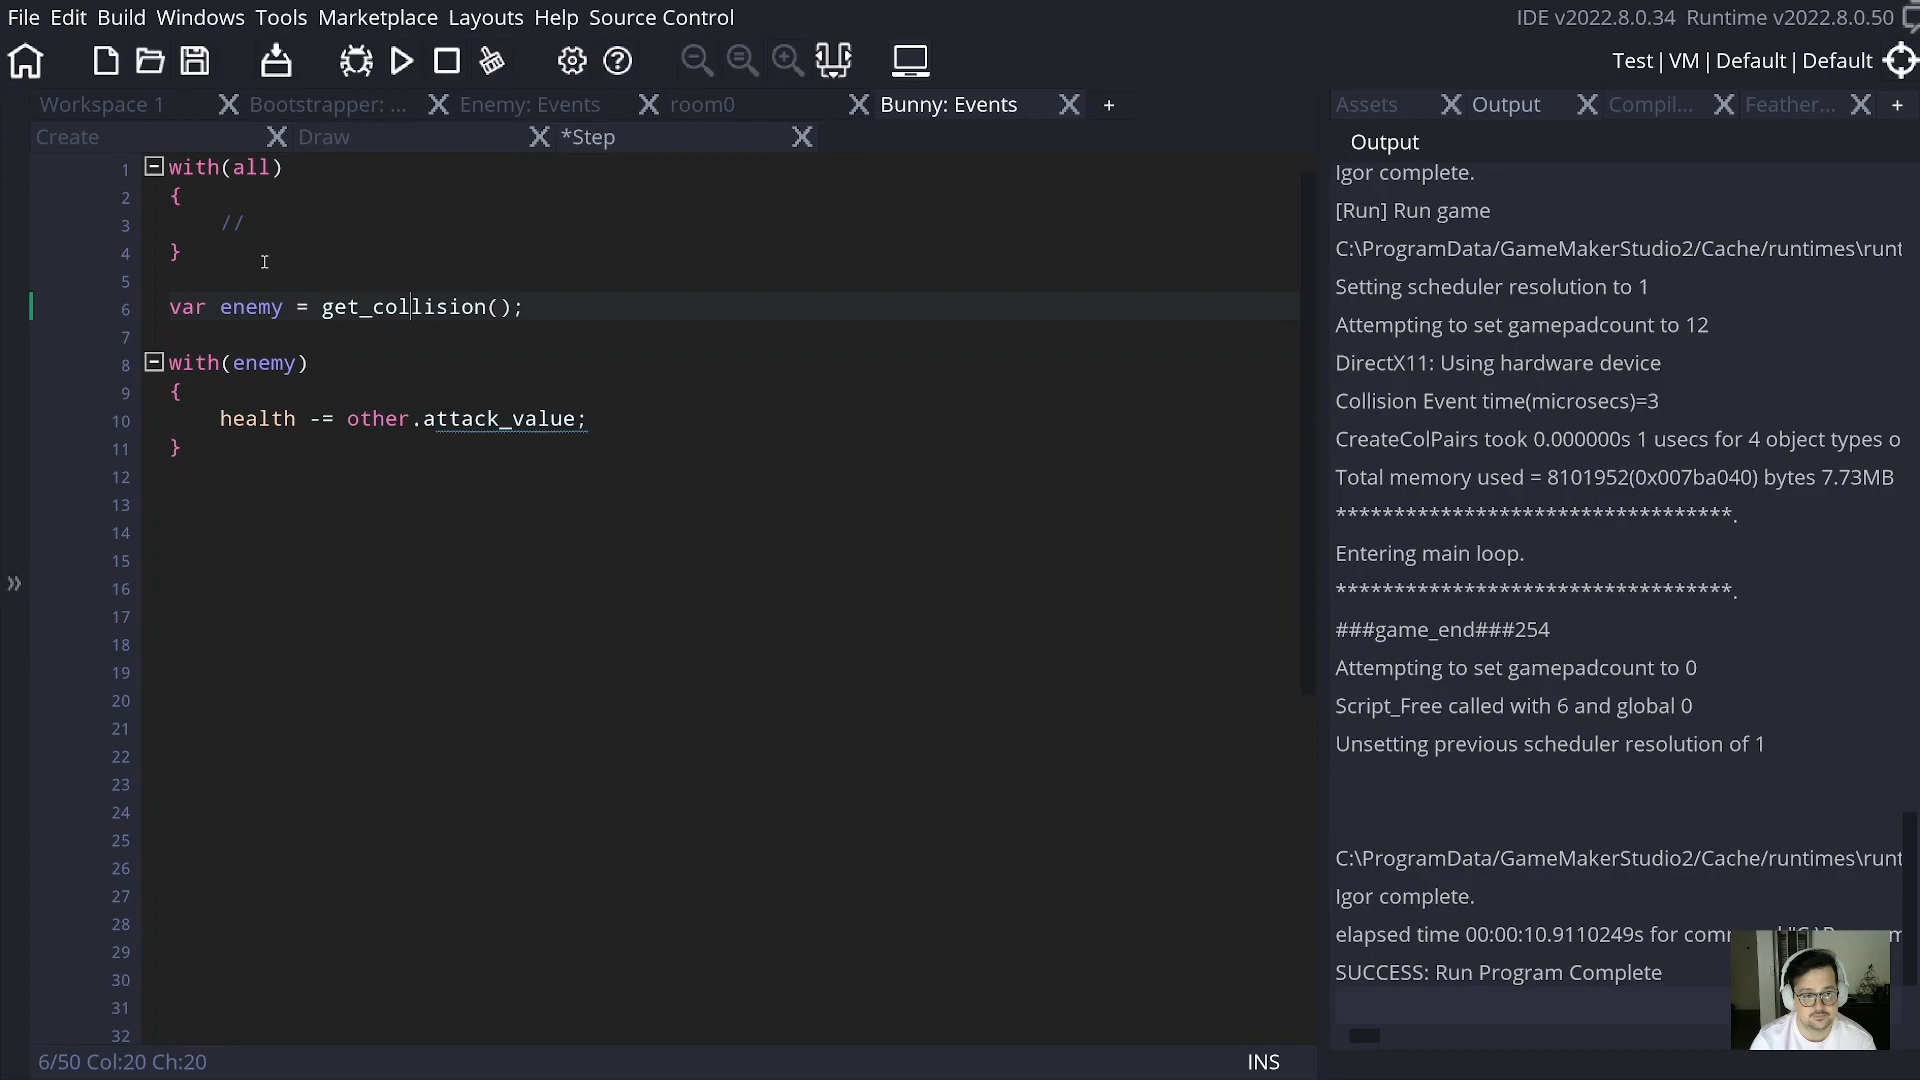 File Edit Build Windows Tools Marketplace Layouts Help Source Control
IDE v2022.8.0.34 Runtime v2022.8.0.50
Test | VM | Default | Default
Workspace 1 Bootstrapper: ... Enemy: Events room0 Bunny: Events +
Create Draw *Step
1 with(all)
2 {
3 //
4 }
5
6 var enemy = get_collision();
7
8 with(enemy)
9 {
10 health -= other.attack_value;
11 }
12
13
14
15
16
17
18
19
20
21
22
23
24
25
26
27
28
29
30
31
32
6/50 Col:20 Ch:20
INS
Assets Output Compil... Feather... +
Output
Igor complete.
[Run] Run game
C:\ProgramData/GameMakerStudio2/Cache/runtimes\runt
Setting scheduler resolution to 1
Attempting to set gamepadcount to 12
DirectX11: Using hardware device
Collision Event time(microsecs)=3
CreateColPairs took 0.000000s 1 usecs for 4 object types o
Total memory used = 8101952(0x007ba040) bytes 7.73MB
**********************************.
Entering main loop.
**********************************.
###game_end###254
Attempting to set gamepadcount to 0
Script_Free called with 6 and global 0
Unsetting previous scheduler resolution of 1
C:\ProgramData/GameMakerStudio2/Cache/runtimes\runt
Igor complete.
elapsed time 00:00:10.9110249s for com
SUCCESS: Run Program Complete